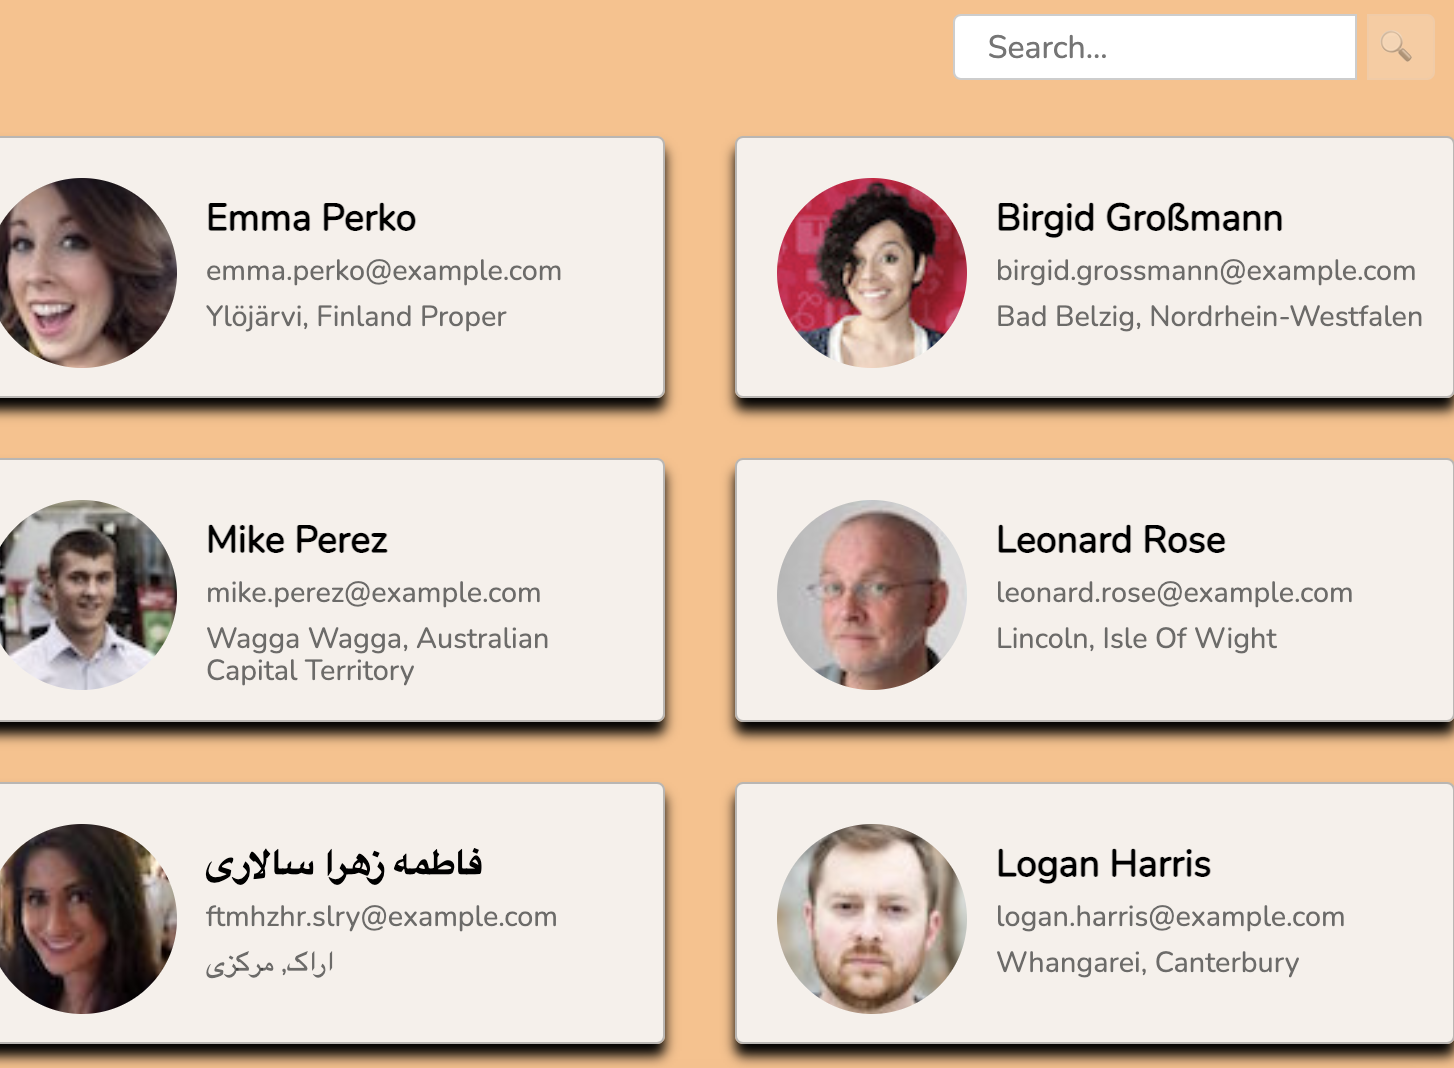 Search...
Emma Perko
emma.perko@example.com
Ylöjärvi, Finland Proper
Birgid Großmann
birgid.grossmann@example.com
Bad Belzig, Nordrhein-Westfalen
Mike Perez
mike.perez@example.com
Wagga Wagga, Australian
Capital Territory
Leonard Rose
leonard.rose@example.com
Lincoln, Isle Of Wight
فاطمه زهرا سالاری
ftmhzhr.slry@example.com
اراک, مرکزی
Logan Harris
logan.harris@example.com
Whangarei, Canterbury